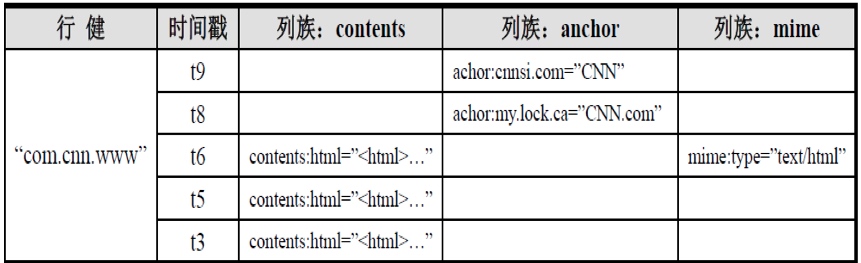 行 健 时间戳 列族：contents 列族：anchor 列族：mime
t9 achor:cnnsi.com=”CNN”
t8 achor:my.lock.ca=”CNN.com”
“com.cnn.www” t6 contents:html=”<html>…” mime:type=”text/html”
t5 contents:html=”<html>…”
t3 contents:html=”<html>…”